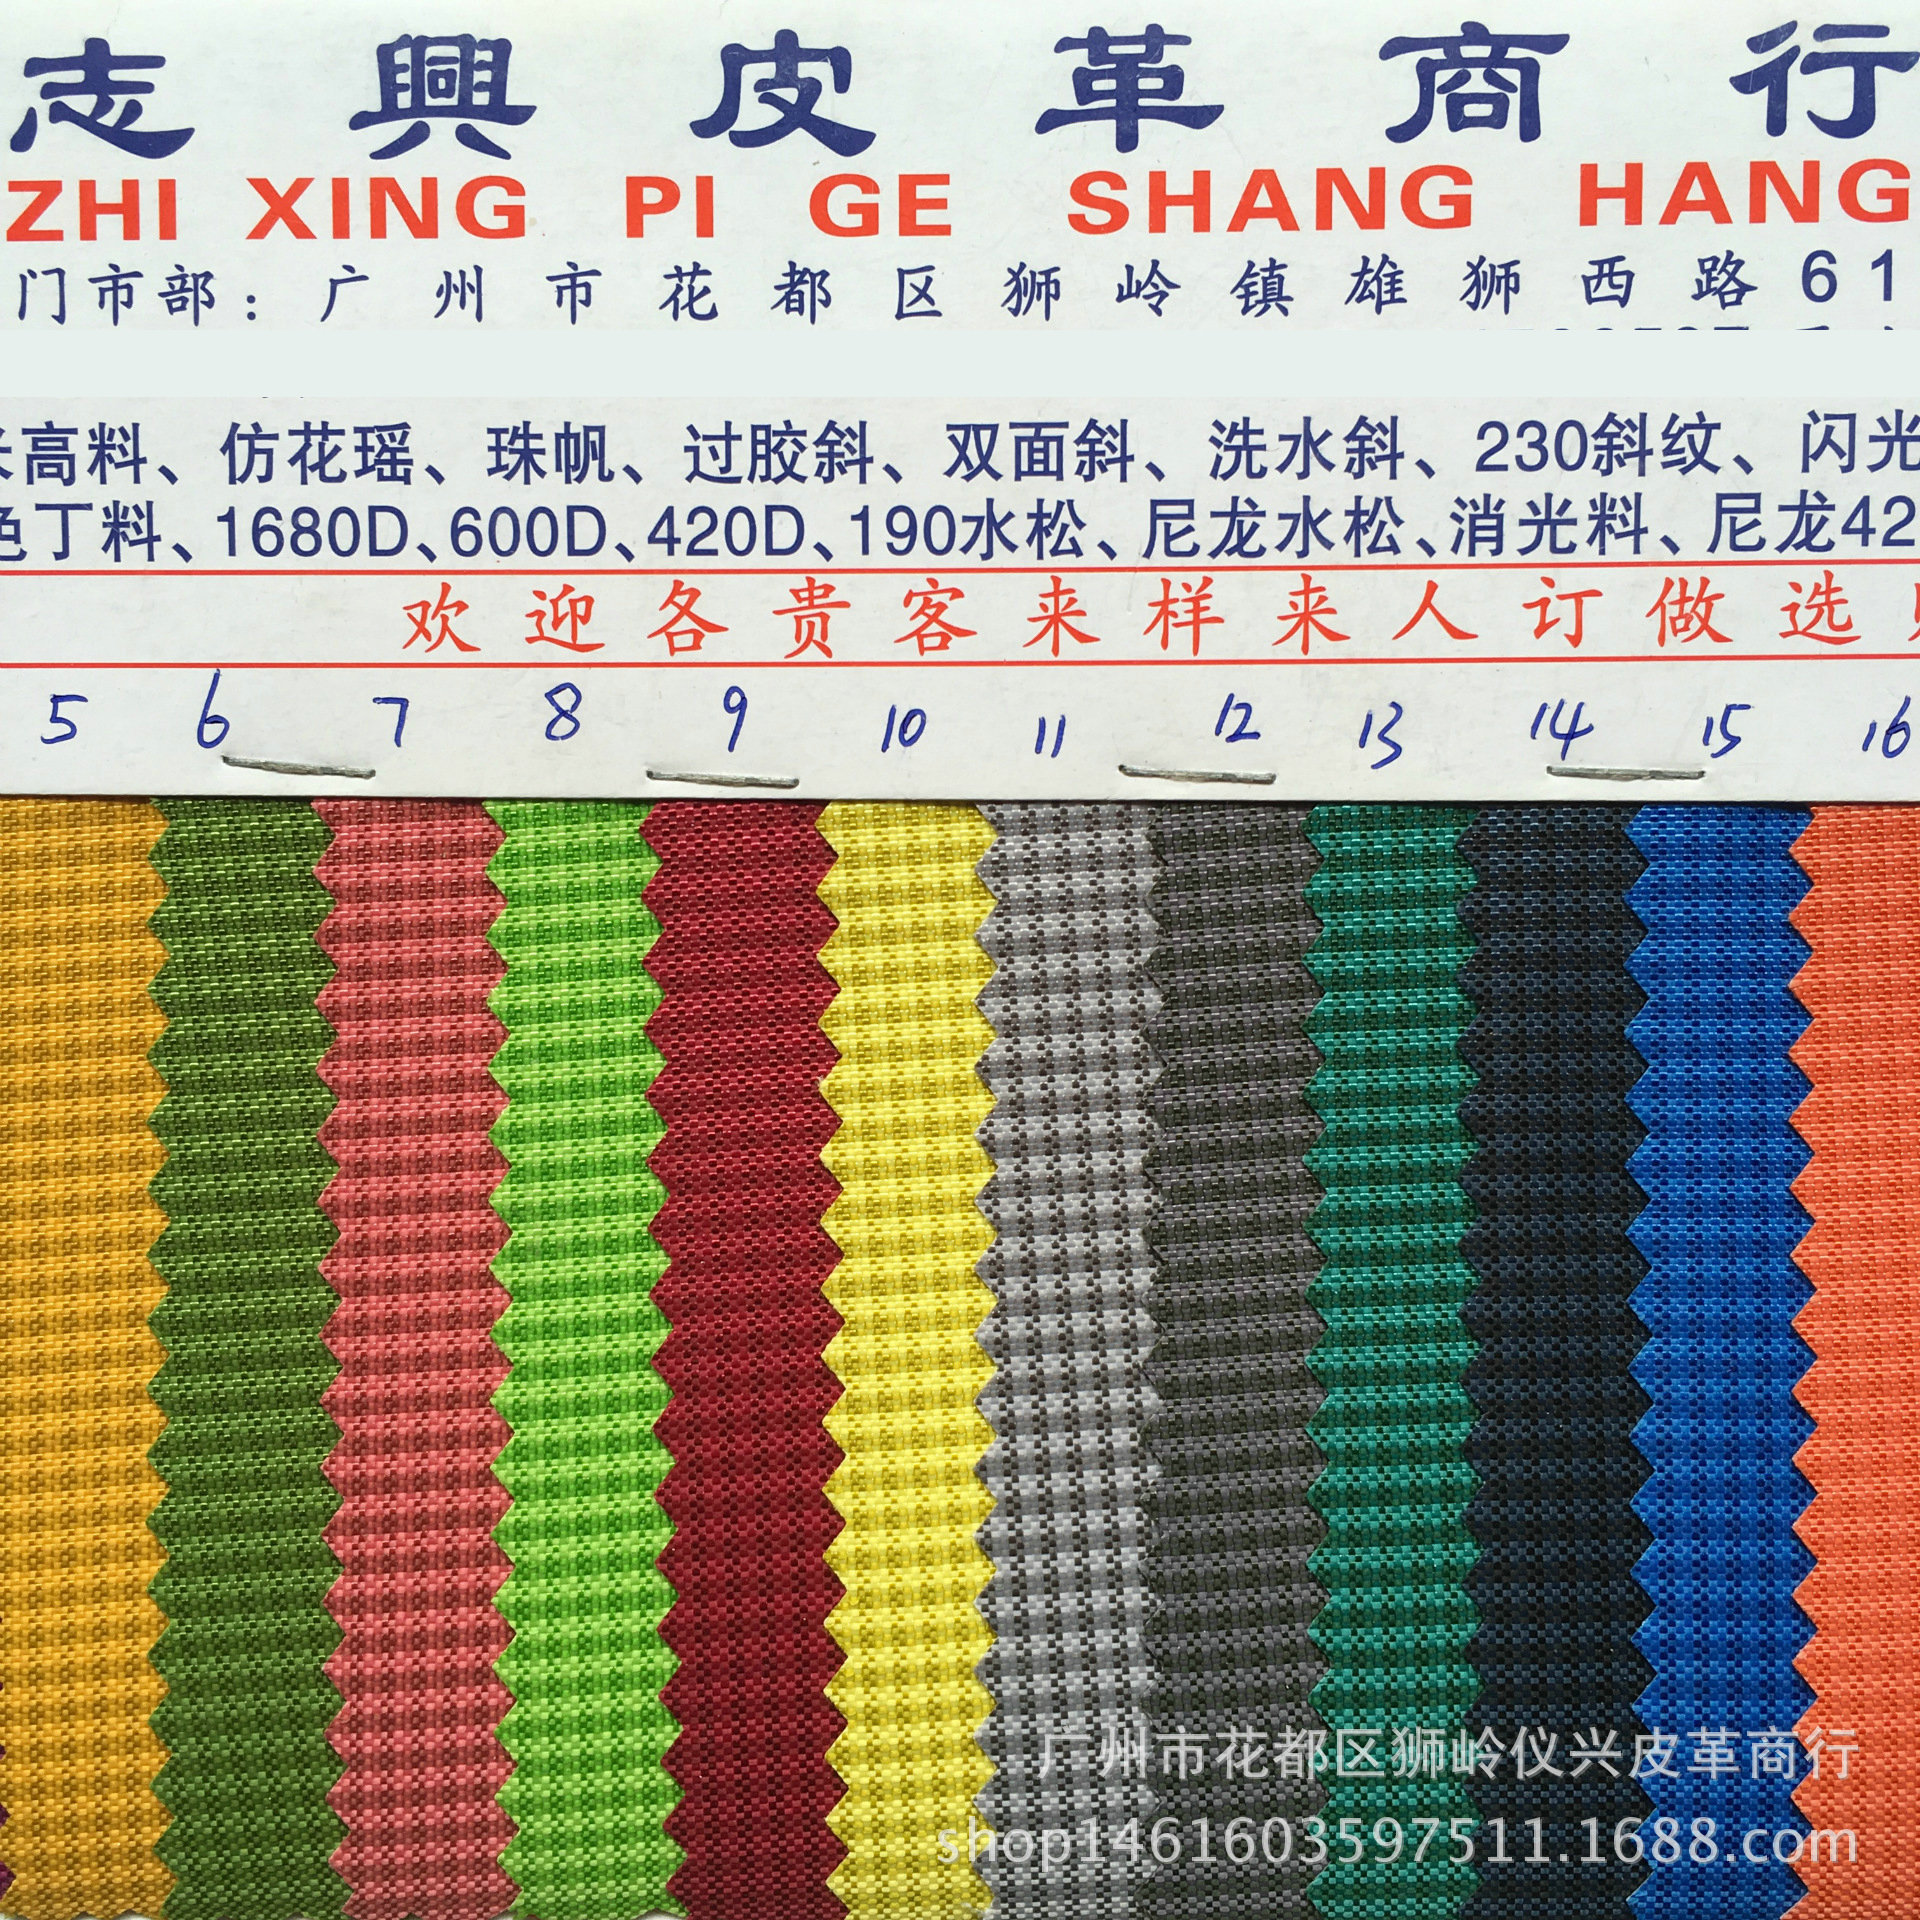 志興皮革商行
ZHI XING PI GE SHANG HANG
门市部：广州市花都区狮岭镇雄狮西路61
高料、仿花瑶、珠帆、过胶斜、双面斜、洗水斜、230斜纹、闪光
色丁料、1680D、600D、420D、190水松、尼龙水松、消光料、尼龙42
欢迎各贵客来样来人订做选
5 6 7 8 9 10 11 12 13 14 15 16
广州市花都区狮岭仪兴皮革商行
shop1461603597511.1688.com